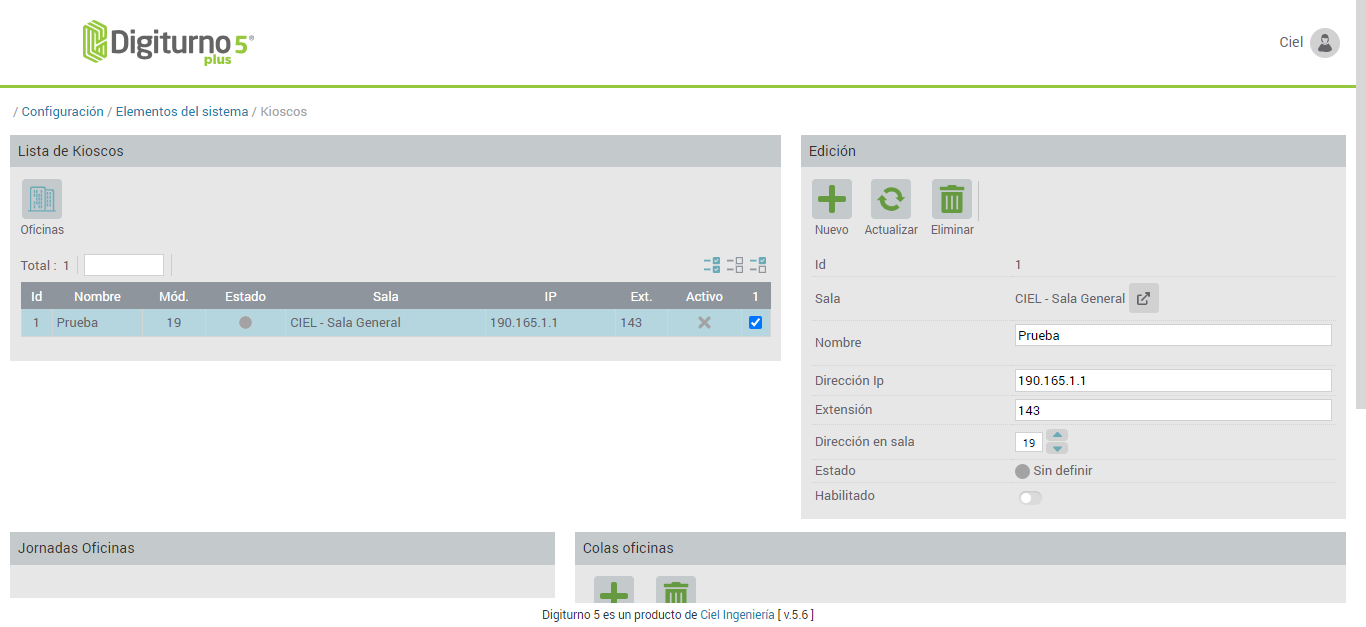 Digiturno 5®
plus
Ciel
/ Configuración / Elementos del sistema / Kioscos
Lista de Kioscos
Oficinas
Total : 1
Id Nombre Mód. Estado Sala IP Ext. Activo 1
1 Prueba 19 CIEL - Sala General 190.165.1.1 143
Edición
Nuevo Actualizar Eliminar
Id 1
Sala CIEL - Sala General
Nombre Prueba
Dirección Ip 190.165.1.1
Extensión 143
Dirección en sala 19
Estado Sin definir
Habilitado
Jornadas Oficinas
Colas oficinas
Digiturno 5 es un producto de Ciel Ingeniería [ v.5.6 ]